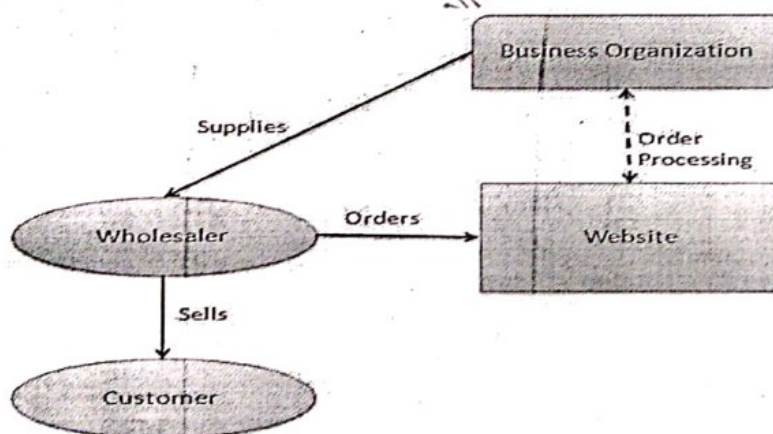 Business Organization
Supplies
Order
Processing
Wholesaler
Orders
Website
Sells
Customer